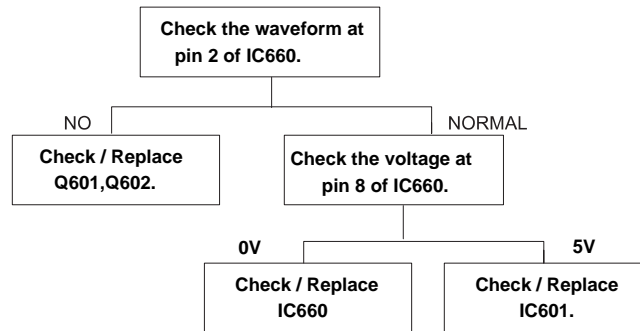 Check the waveform at
pin 2 of IC660.
NO
NORMAL
Check / Replace
Q601,Q602.
Check the voltage at
pin 8 of IC660.
0V
5V
Check / Replace
IC660
Check / Replace
IC601.